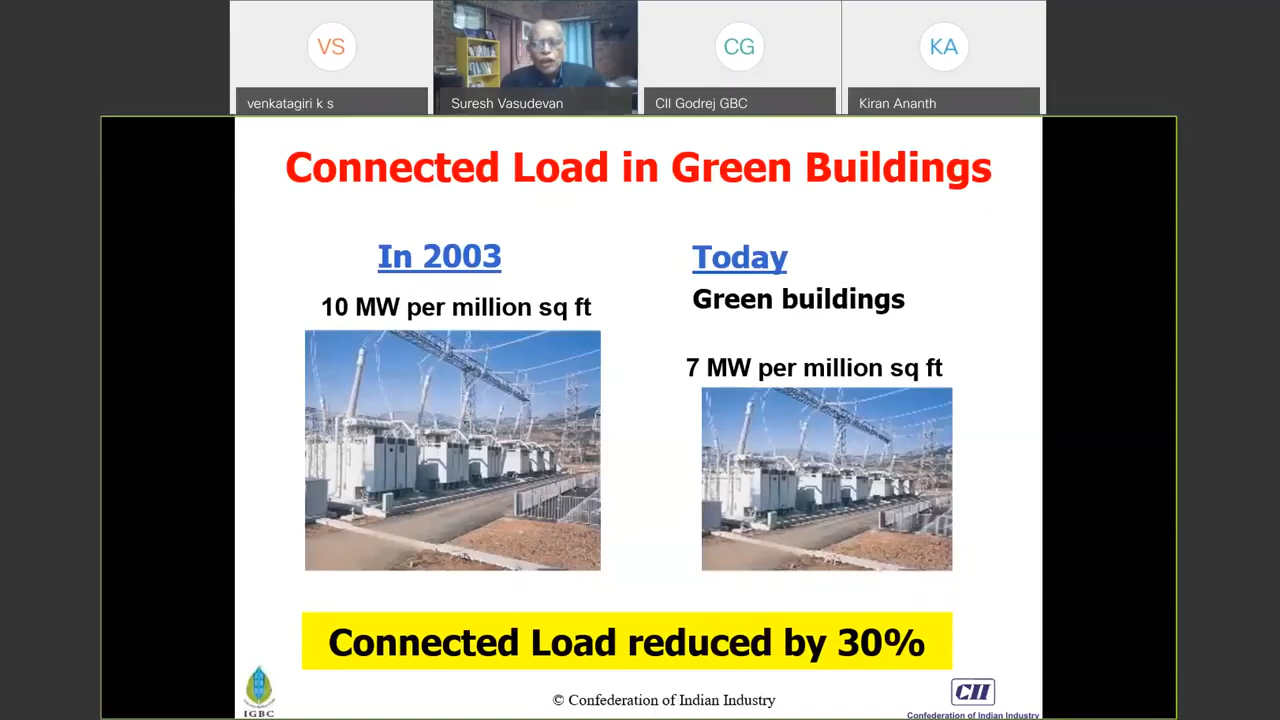 VS
CG
KA
venkatagiri k s
Suresh Vasudevan
CII Godrej GBC
Kiran Ananth
Connected Load in Green Buildings
In 2003
Today
10 MW per million sq ft
Green buildings
7 MW per million sq ft
Connected Load reduced by 30%
IGBC
© Confederation of Indian Industry
CII
Confederation of Indian Industry